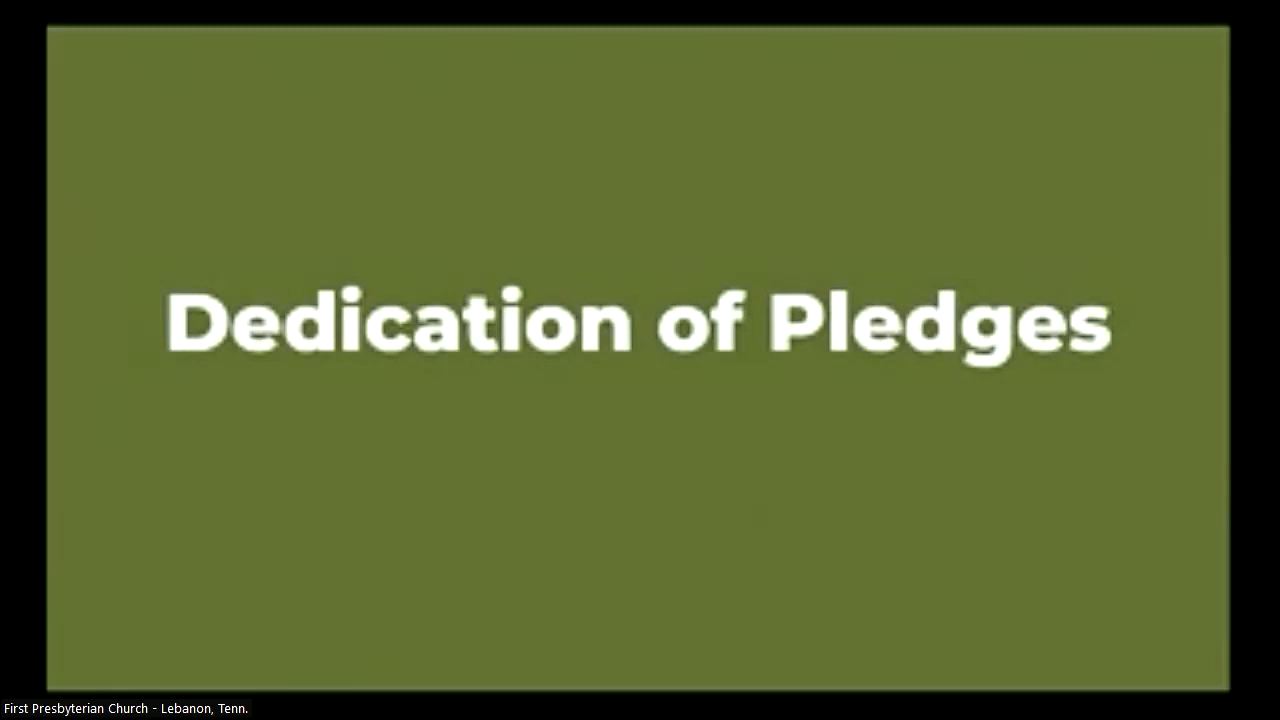 Dedication of Pledges
First Presbyterian Church - Lebanon, Tenn.